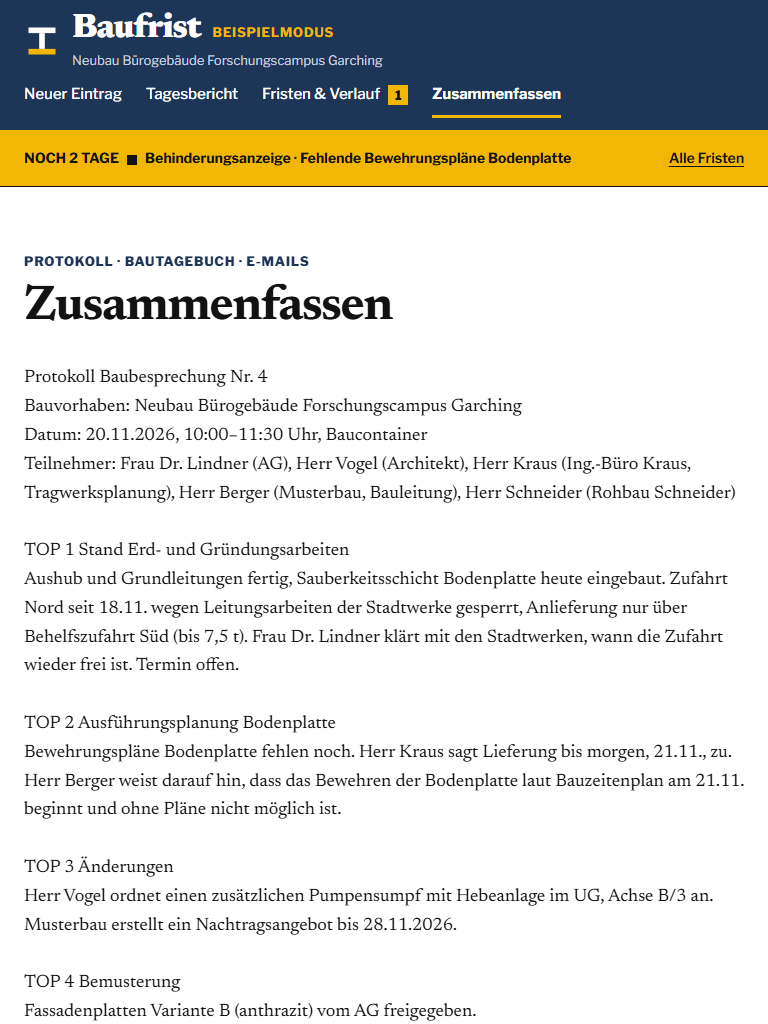 Baufrist BEISPIELMODUS
Neubau Bürogebäude Forschungscampus Garching
Neuer Eintrag Tagesbericht Fristen & Verlauf 1 Zusammenfassen
NOCH 2 TAGE ■ Behinderungsanzeige · Fehlende Bewehrungspläne Bodenplatte Alle Fristen
PROTOKOLL · BAUTAGEBUCH · E-MAILS
Zusammenfassen
Protokoll Baubesprechung Nr. 4
Bauvorhaben: Neubau Bürogebäude Forschungscampus Garching
Datum: 20.11.2026, 10:00–11:30 Uhr, Baucontainer
Teilnehmer: Frau Dr. Lindner (AG), Herr Vogel (Architekt), Herr Kraus (Ing.-Büro Kraus,
Tragwerksplanung), Herr Berger (Musterbau, Bauleitung), Herr Schneider (Rohbau Schneider)
TOP 1 Stand Erd- und Gründungsarbeiten
Aushub und Grundleitungen fertig, Sauberkeitsschicht Bodenplatte heute eingebaut. Zufahrt
Nord seit 18.11. wegen Leitungsarbeiten der Stadtwerke gesperrt, Anlieferung nur über
Behelfszufahrt Süd (bis 7,5 t). Frau Dr. Lindner klärt mit den Stadtwerken, wann die Zufahrt
wieder frei ist. Termin offen.
TOP 2 Ausführungsplanung Bodenplatte
Bewehrungspläne Bodenplatte fehlen noch. Herr Kraus sagt Lieferung bis morgen, 21.11., zu.
Herr Berger weist darauf hin, dass das Bewehren der Bodenplatte laut Bauzeitenplan am 21.11.
beginnt und ohne Pläne nicht möglich ist.
TOP 3 Änderungen
Herr Vogel ordnet einen zusätzlichen Pumpensumpf mit Hebeanlage im UG, Achse B/3 an.
Musterbau erstellt ein Nachtragsangebot bis 28.11.2026.
TOP 4 Bemusterung
Fassadenplatten Variante B (anthrazit) vom AG freigegeben.